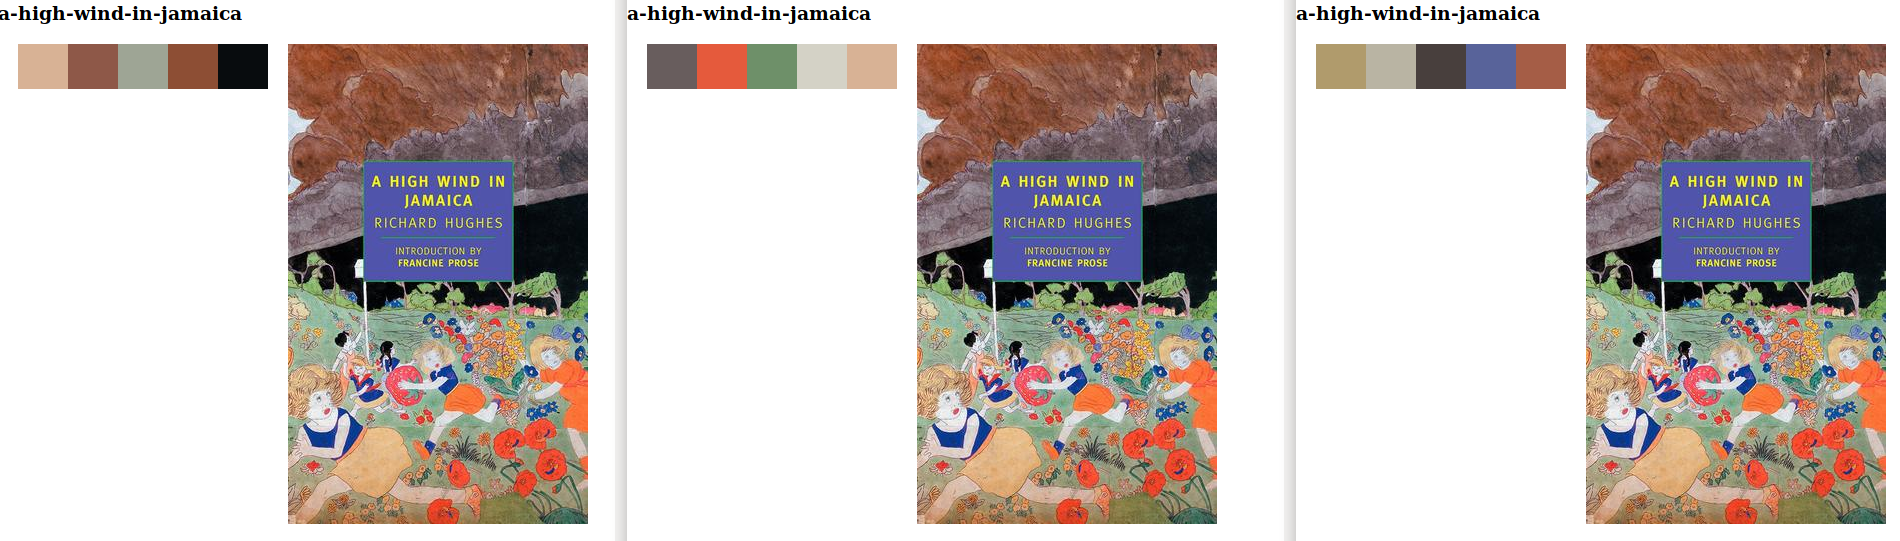 a-high-wind-in-jamaica
A HIGH WIND IN
JAMAICA
RICHARD HUGHES
INTRODUCTION BY
FRANCINE PROSE
a-high-wind-in-jamaica
A HIGH WIND IN
JAMAICA
RICHARD HUGHES
INTRODUCTION BY
FRANCINE PROSE
a-high-wind-in-jamaica
A HIGH WIND IN
JAMAICA
RICHARD HUGHES
INTRODUCTION BY
FRANCINE PROSE